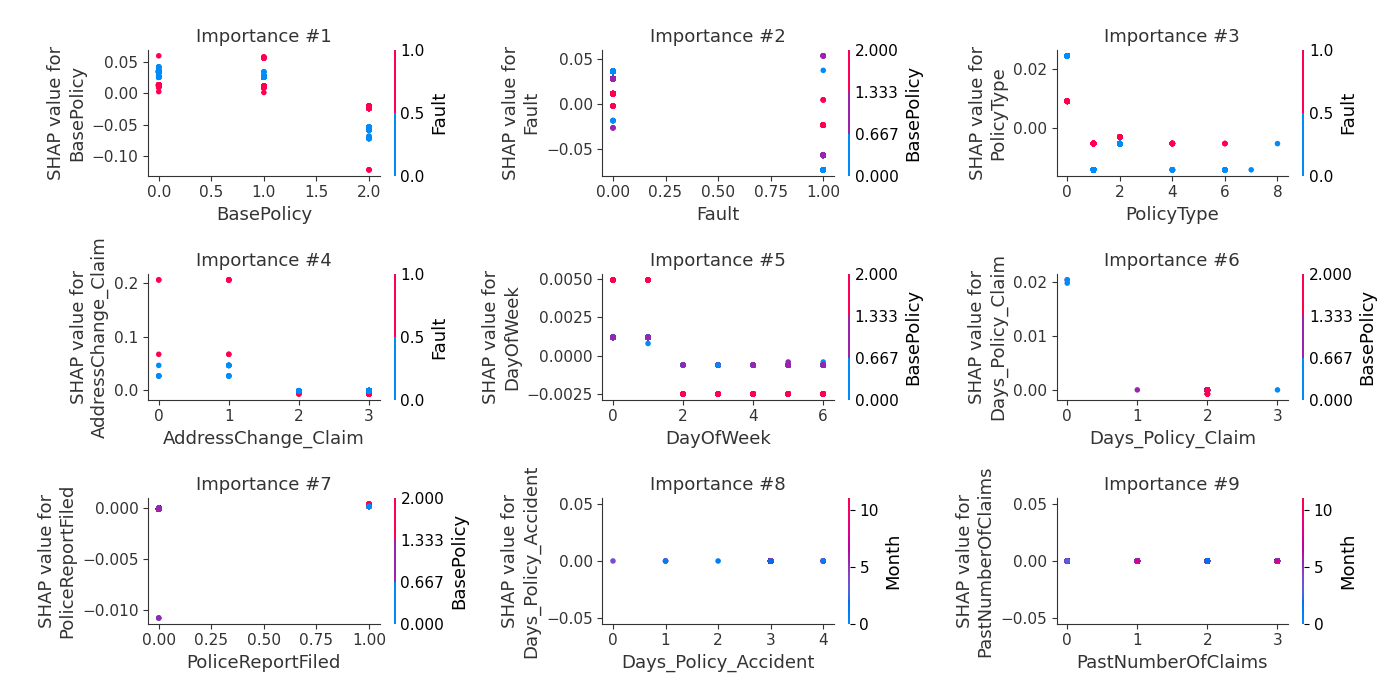 Importance #1
SHAP value for
BasePolicy
0.05
0.00
−0.05
−0.10
0.0 0.5 1.0 1.5 2.0
BasePolicy
1.0
0.5
0.0
Fault
Importance #2
SHAP value for
Fault
0.05
0.00
−0.05
0.00 0.25 0.50 0.75 1.00
Fault
2.000
1.333
0.667
0.000
BasePolicy
Importance #3
SHAP value for
PolicyType
0.02
0.00
0 2 4 6 8
PolicyType
1.0
0.5
0.0
Fault
Importance #4
SHAP value for
AddressChange_Claim
0.2
0.1
0.0
0 1 2 3
AddressChange_Claim
1.0
0.5
0.0
Fault
Importance #5
SHAP value for
DayOfWeek
0.0050
0.0025
0.0000
−0.0025
0 2 4 6
DayOfWeek
2.000
1.333
0.667
0.000
BasePolicy
Importance #6
SHAP value for
Days_Policy_Claim
0.02
0.01
0.00
0 1 2 3
Days_Policy_Claim
2.000
1.333
0.667
0.000
BasePolicy
Importance #7
SHAP value for
PoliceReportFiled
0.000
−0.005
−0.010
0.00 0.25 0.50 0.75 1.00
PoliceReportFiled
2.000
1.333
0.667
0.000
BasePolicy
Importance #8
SHAP value for
Days_Policy_Accident
0.05
0.00
−0.05
0 1 2 3 4
Days_Policy_Accident
10
5
0
Month
Importance #9
SHAP value for
PastNumberOfClaims
0.05
0.00
−0.05
0 1 2 3
PastNumberOfClaims
10
5
0
Month